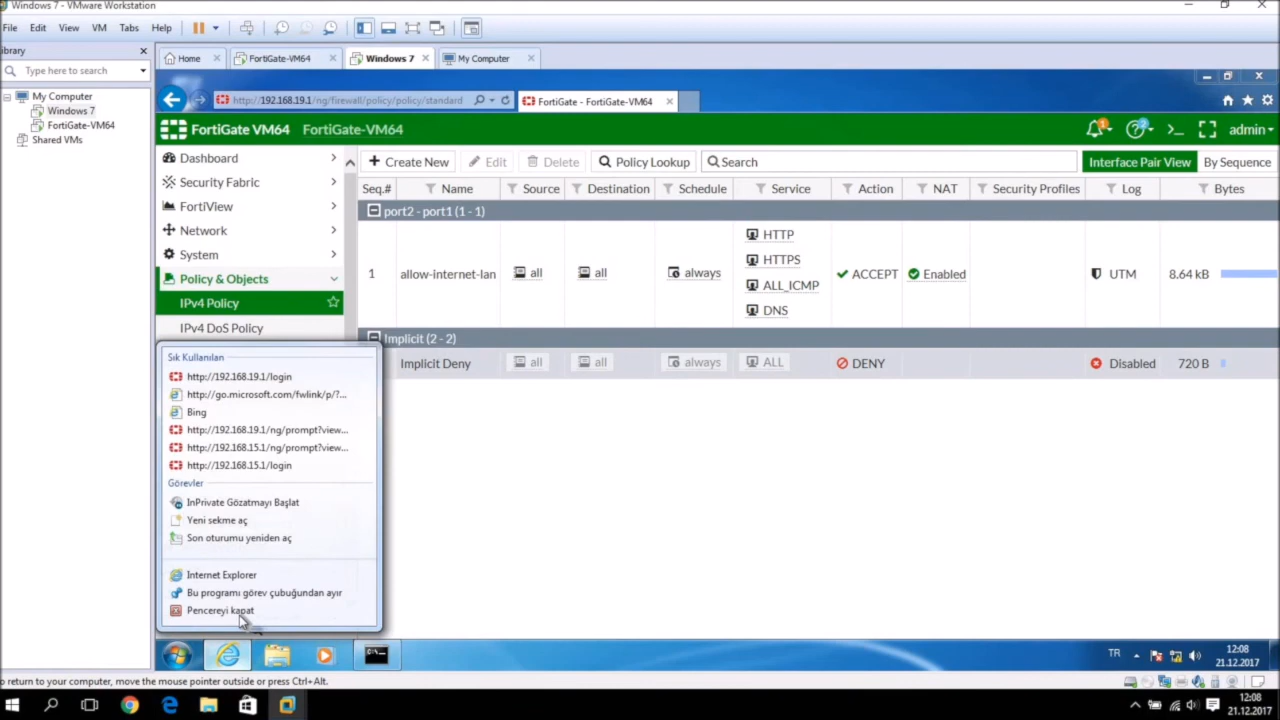 Windows 7 - VMware Workstation
File Edit View VM Tabs Help
ibrary
Type here to search
My Computer
Windows 7
FortiGate-VM64
Shared VMs
Home FortiGate-VM64 Windows 7 My Computer
http://192.168.19.1/ng/firewall/policy/policy/standard FortiGate - FortiGate-VM64
FortiGate VM64 FortiGate-VM64 1 2 admin
Dashboard
Security Fabric
FortiView
Network
System
Policy & Objects
IPv4 Policy
IPv4 DoS Policy
Create New Edit Delete Policy Lookup Search Interface Pair View By Sequence
Seq.# Name Source Destination Schedule Service Action NAT Security Profiles Log Bytes
port2 - port1 (1 - 1)
1 allow-internet-lan all all always HTTP HTTPS ALL_ICMP DNS ACCEPT Enabled UTM 8.64 kB
Implicit (2 - 2)
Implicit Deny all all always ALL DENY Disabled 720 B
Sık Kullanılan
http://192.168.19.1/login
http://go.microsoft.com/fwlink/p/?...
Bing
http://192.168.19.1/ng/prompt?view...
http://192.168.15.1/ng/prompt?view...
http://192.168.15.1/login
Görevler
InPrivate Gözatmayı Başlat
Yeni sekme aç
Son oturumu yeniden aç
Internet Explorer
Bu programı görev çubuğundan ayır
Pencereyi kapat
TR 12:08
21.12.2017
o return to your computer, move the mouse pointer outside or press Ctrl+Alt.
12:08
21.12.2017